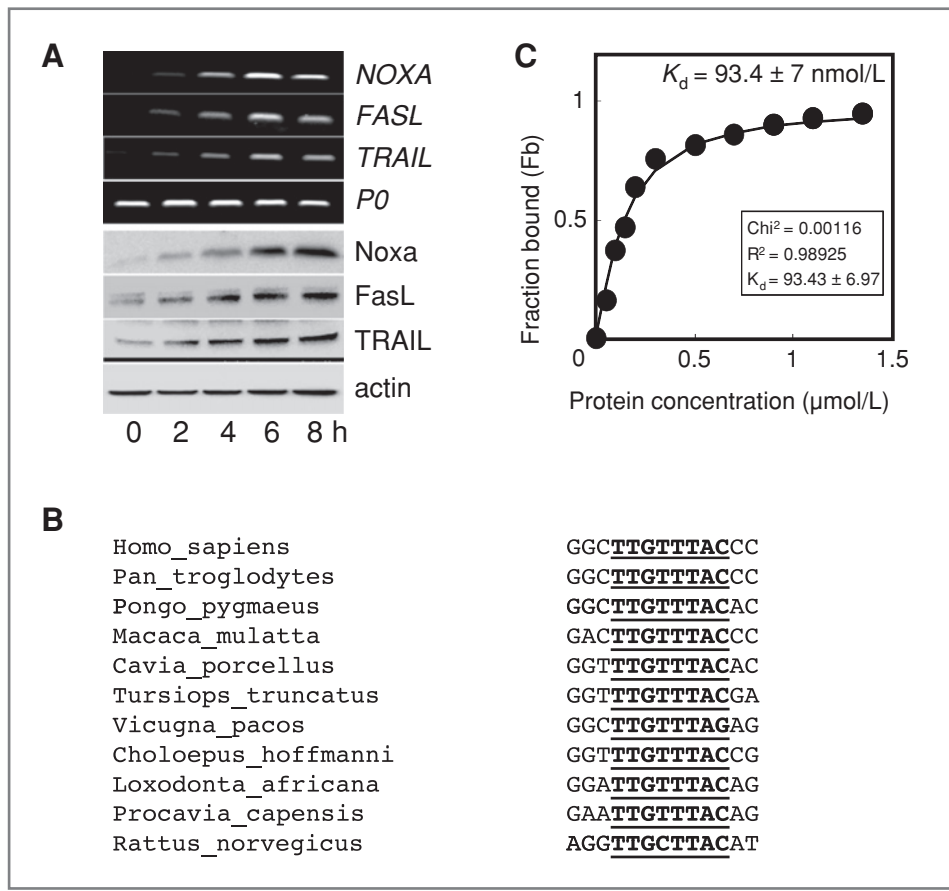 A
NOXA
FASL
TRAIL
P0
Noxa
FasL
TRAIL
actin
0 2 4 6 8 h
C
K_d = 93.4 ± 7 nmol/L
1
0.5
0 0.5 1 1.5
Fraction bound (Fb)
Chi² = 0.00116
R² = 0.98925
K_d = 93.43 ± 6.97
Protein concentration (µmol/L)
B
Homo_sapiens GGCTTGTTTACCC
Pan_troglodytes GGCTTGTTTACCC
Pongo_pygmaeus GGCTTGTTTACAC
Macaca_mulatta GACTTGTTTACCC
Cavia_porcellus GGTTTGTTTACAC
Tursiops_truncatus GGTTTGTTTACGA
Vicugna_pacos GGCTTGTTTAGAG
Choloepus_hoffmanni GGTTTGTTTACCG
Loxodonta_africana GGATTGTTTACAG
Procavia_capensis GAATTGTTTACAG
Rattus_norvegicus AGGTTGCTTACAT